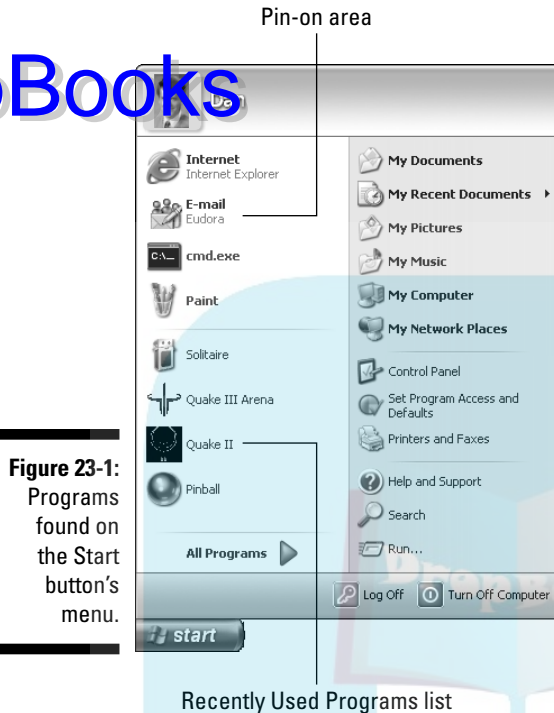 Pin-on area
pBooks
Dan
Internet
Internet Explorer
E-mail
Eudora
C:\_ cmd.exe
Paint
Solitaire
Quake III Arena
Quake II
Pinball
All Programs
My Documents
My Recent Documents
My Pictures
My Music
My Computer
My Network Places
Control Panel
Set Program Access and
Defaults
Printers and Faxes
Help and Support
Search
Run...
Log Off
Turn Off Computer
start
Figure 23-1:
Programs
found on
the Start
button's
menu.
Recently Used Programs list